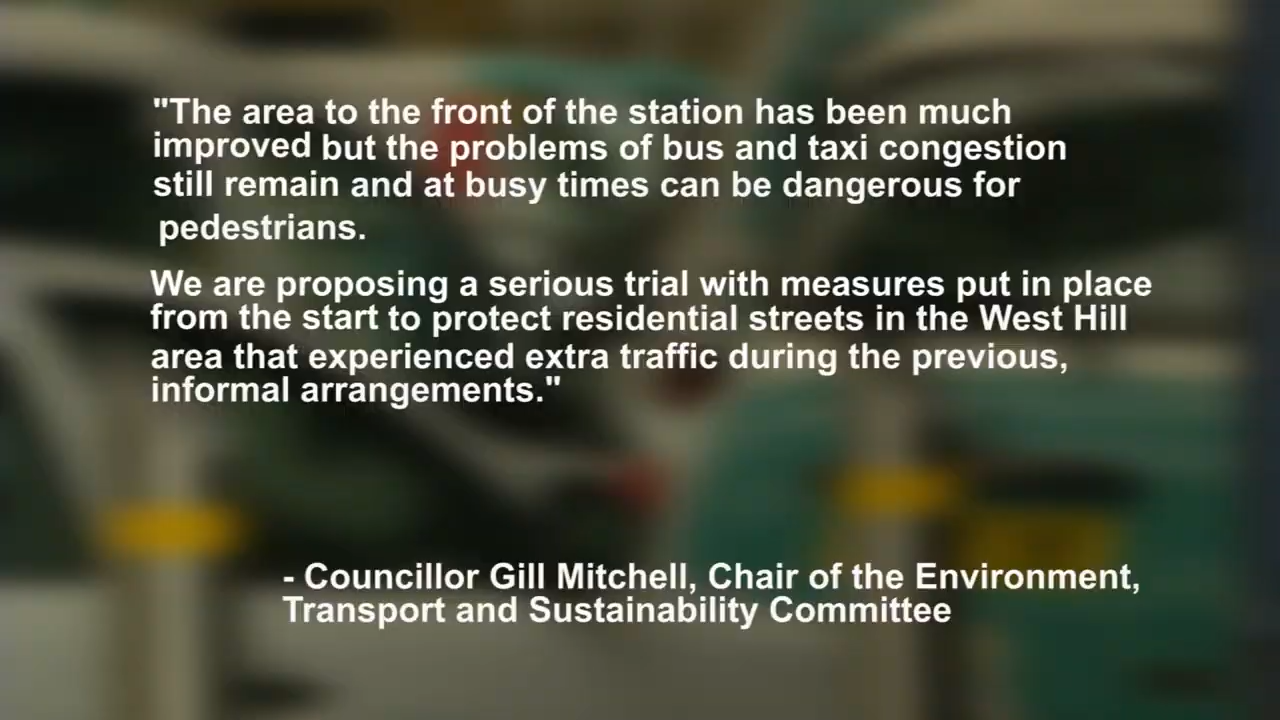 "The area to the front of the station has been much
improved but the problems of bus and taxi congestion
still remain and at busy times can be dangerous for
pedestrians.
We are proposing a serious trial with measures put in place
from the start to protect residential streets in the West Hill
area that experienced extra traffic during the previous,
informal arrangements."
- Councillor Gill Mitchell, Chair of the Environment,
Transport and Sustainability Committee